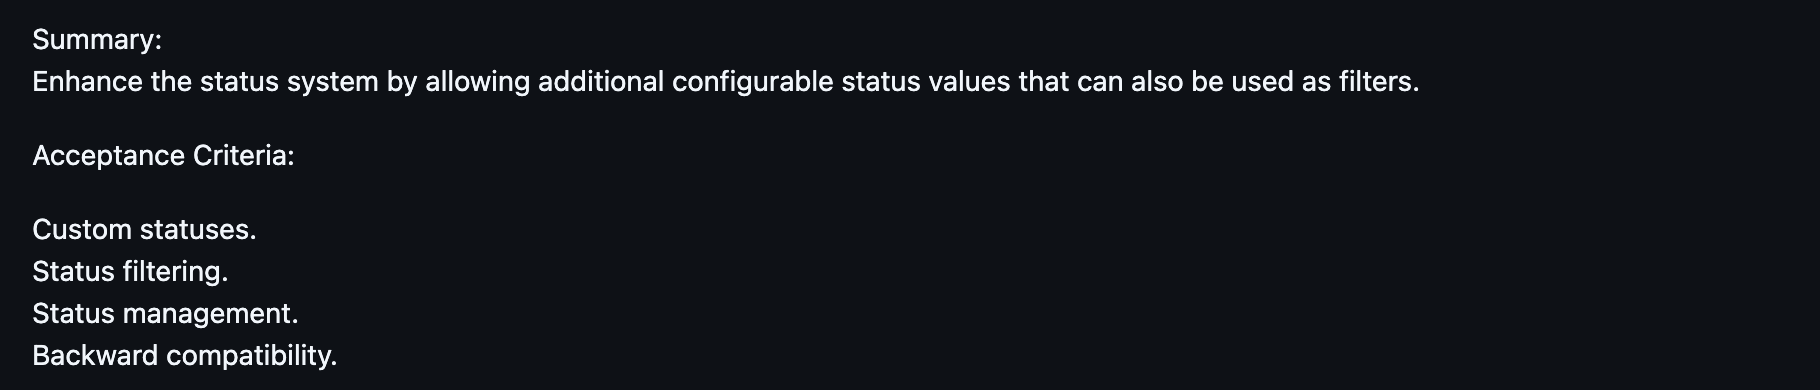 Summary:
Enhance the status system by allowing additional configurable status values that can also be used as filters.
Acceptance Criteria:
Custom statuses.
Status filtering.
Status management.
Backward compatibility.